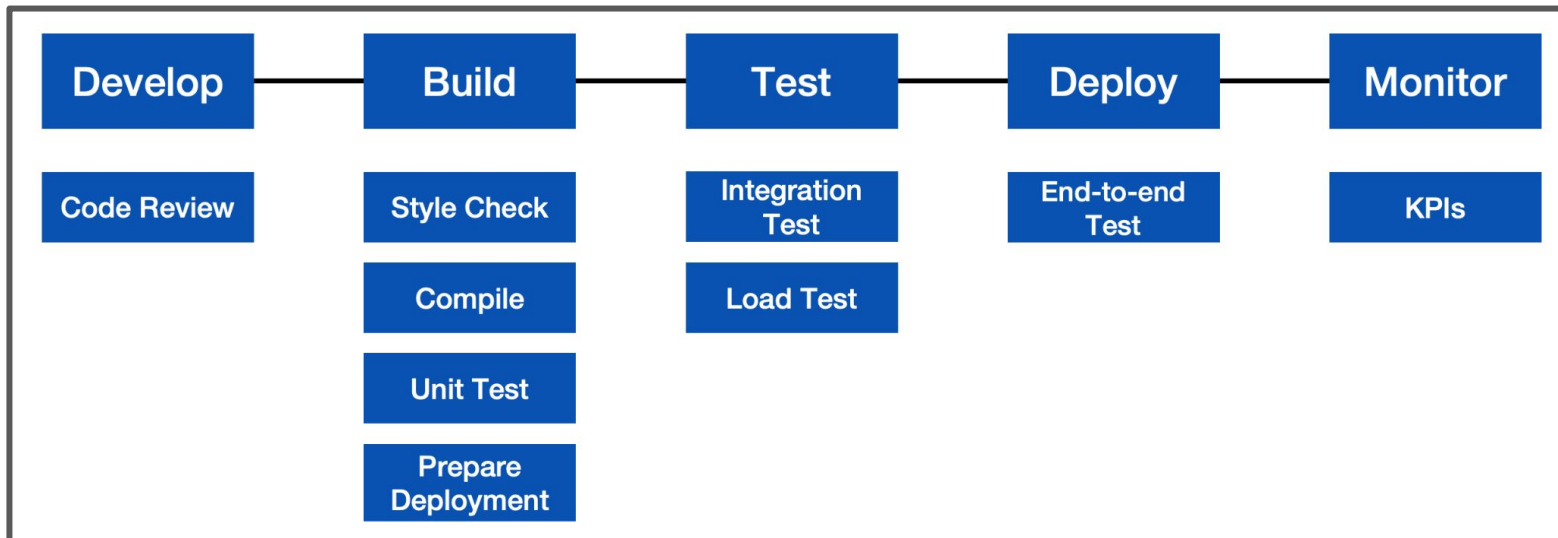 Develop
Build
Test
Deploy
Monitor
Code Review
Style Check
Integration
Test
End-to-end
Test
KPIs
Compile
Load Test
Unit Test
Prepare
Deployment